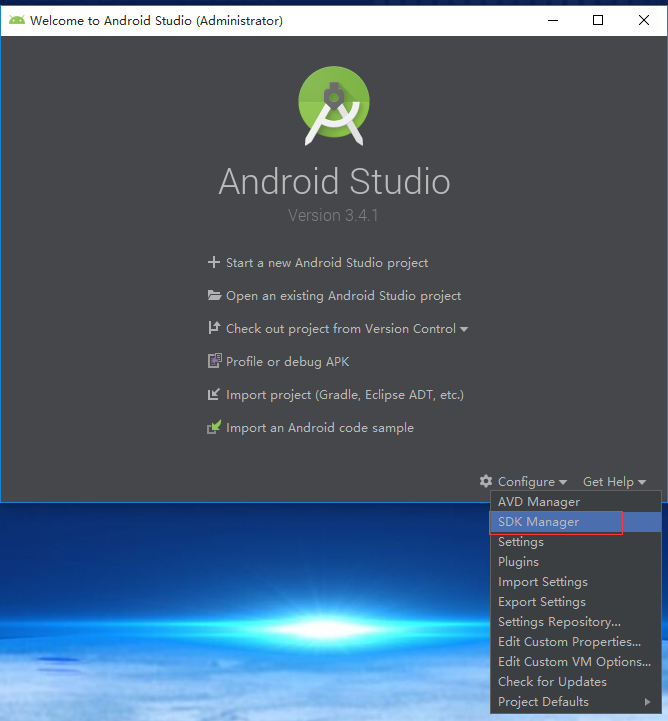 Welcome to Android Studio (Administrator)
Android Studio
Version 3.4.1
Start a new Android Studio project
Open an existing Android Studio project
Check out project from Version Control
Profile or debug APK
Import project (Gradle, Eclipse ADT, etc.)
Import an Android code sample
Configure Get Help
AVD Manager
SDK Manager
Settings
Plugins
Import Settings
Export Settings
Settings Repository...
Edit Custom Properties...
Edit Custom VM Options...
Check for Updates
Project Defaults